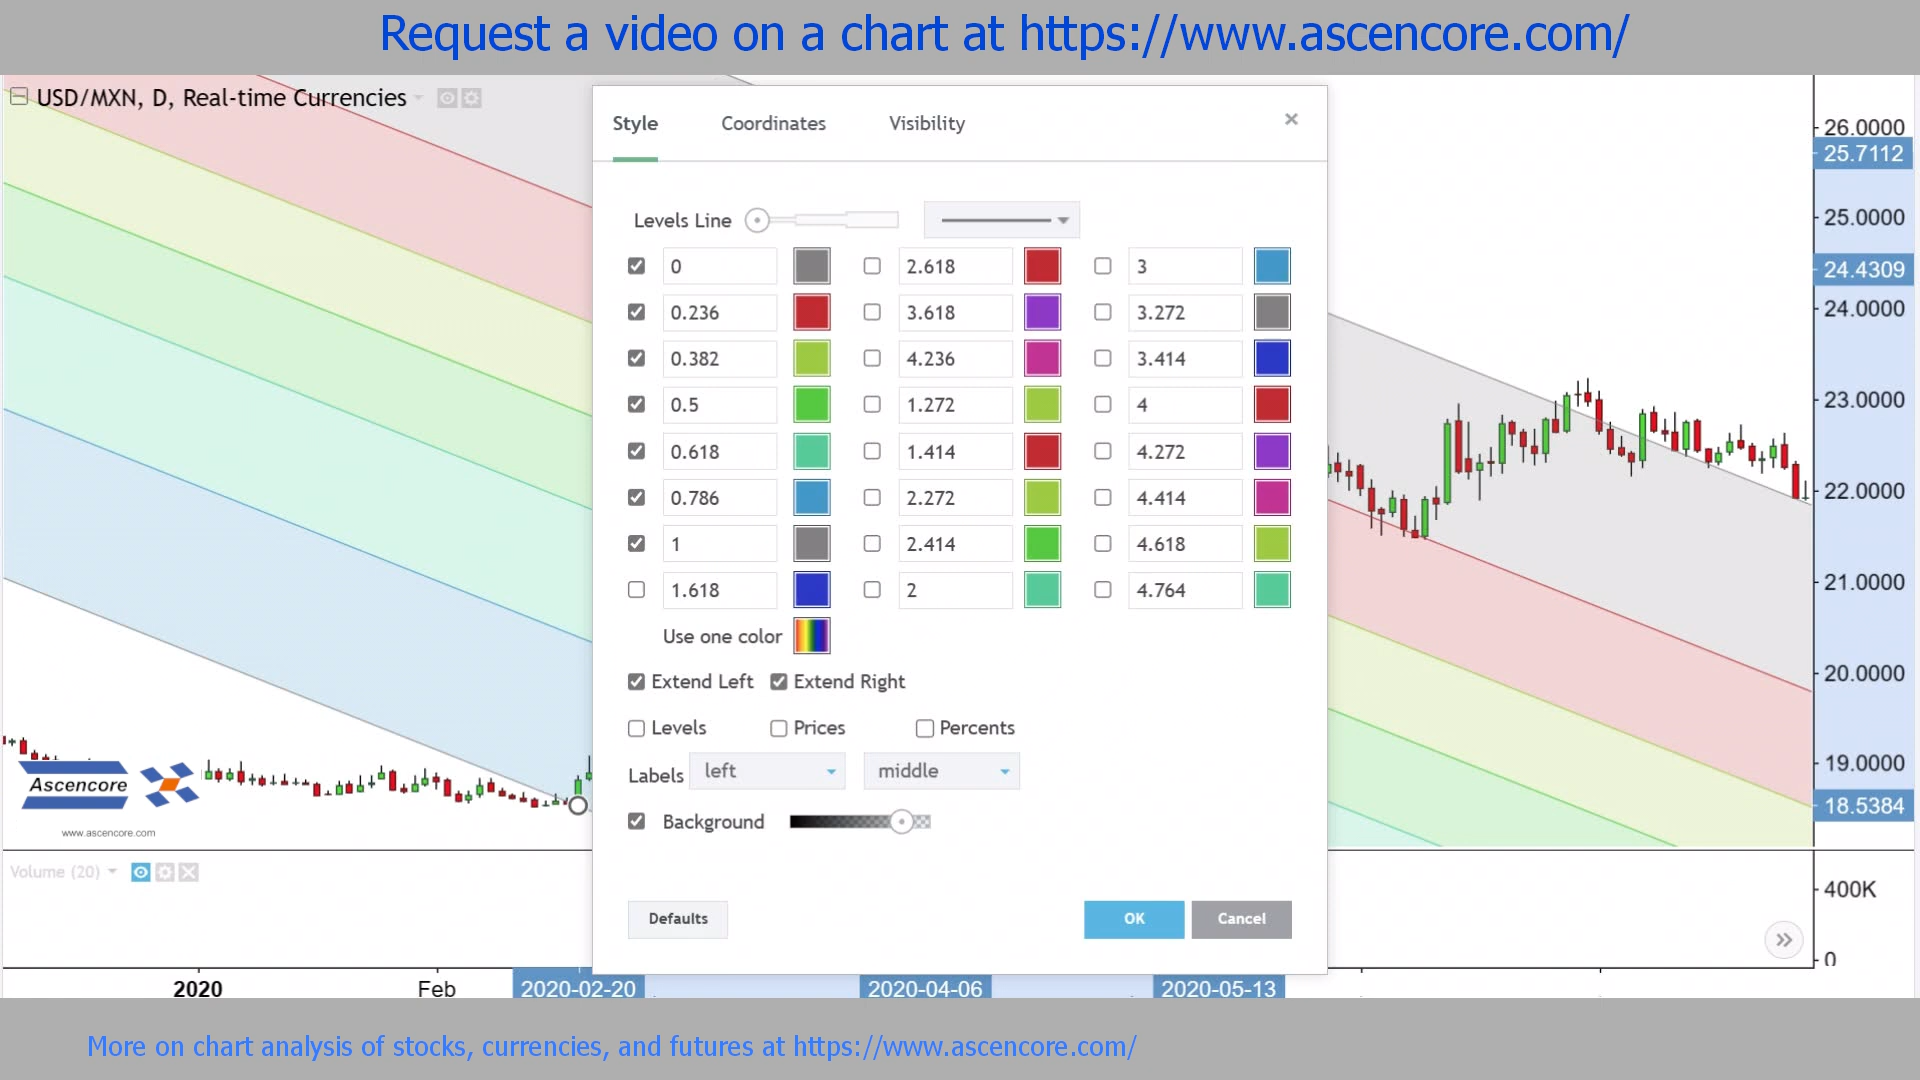 Request a video on a chart at https://www.ascencore.com/
USD/MXN, D, Real-time Currencies
Style Coordinates Visibility
Levels Line
0 2.618 3
0.236 3.618 3.272
0.382 4.236 3.414
0.5 1.272 4
0.618 1.414 4.272
0.786 2.272 4.414
1 2.414 4.618
1.618 2 4.764
Use one color
Extend Left Extend Right
Levels Prices Percents
Labels left middle
Background
Defaults OK Cancel
26.0000
25.7112
25.0000
24.4309
24.0000
23.0000
22.0000
21.0000
20.0000
19.0000
18.5384
Ascencore
www.ascencore.com
Volume (20)
400K
0
2020 Feb 2020-02-20 2020-04-06 2020-05-13
More on chart analysis of stocks, currencies, and futures at https://www.ascencore.com/